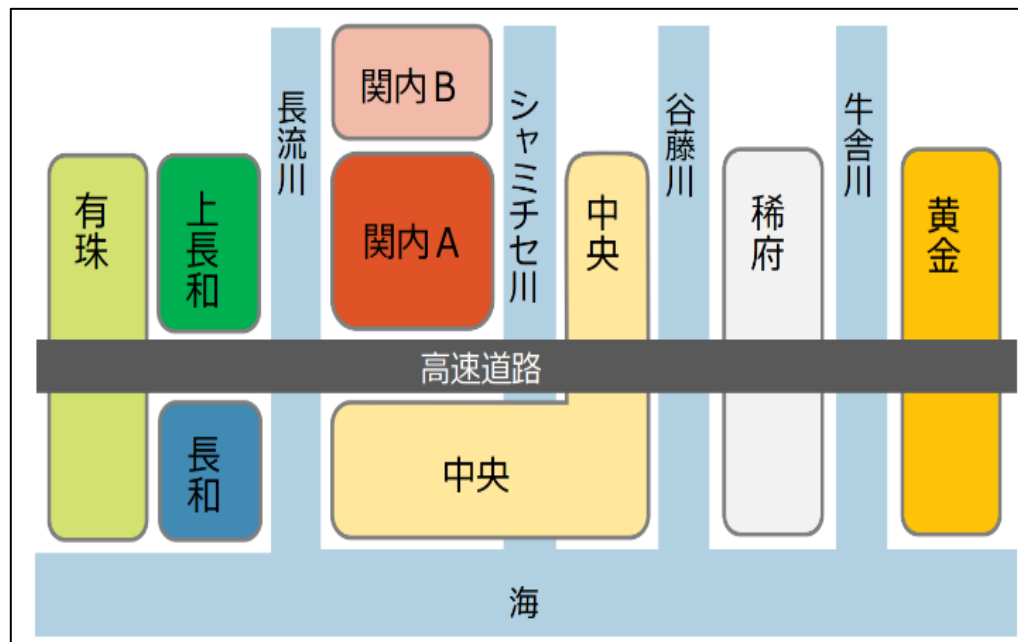 関内B
長流川
シャミチセ川
谷藤川
牛舎川
有珠
上長和
関内A
中央
稀府
黄金
高速道路
長和
中央
海